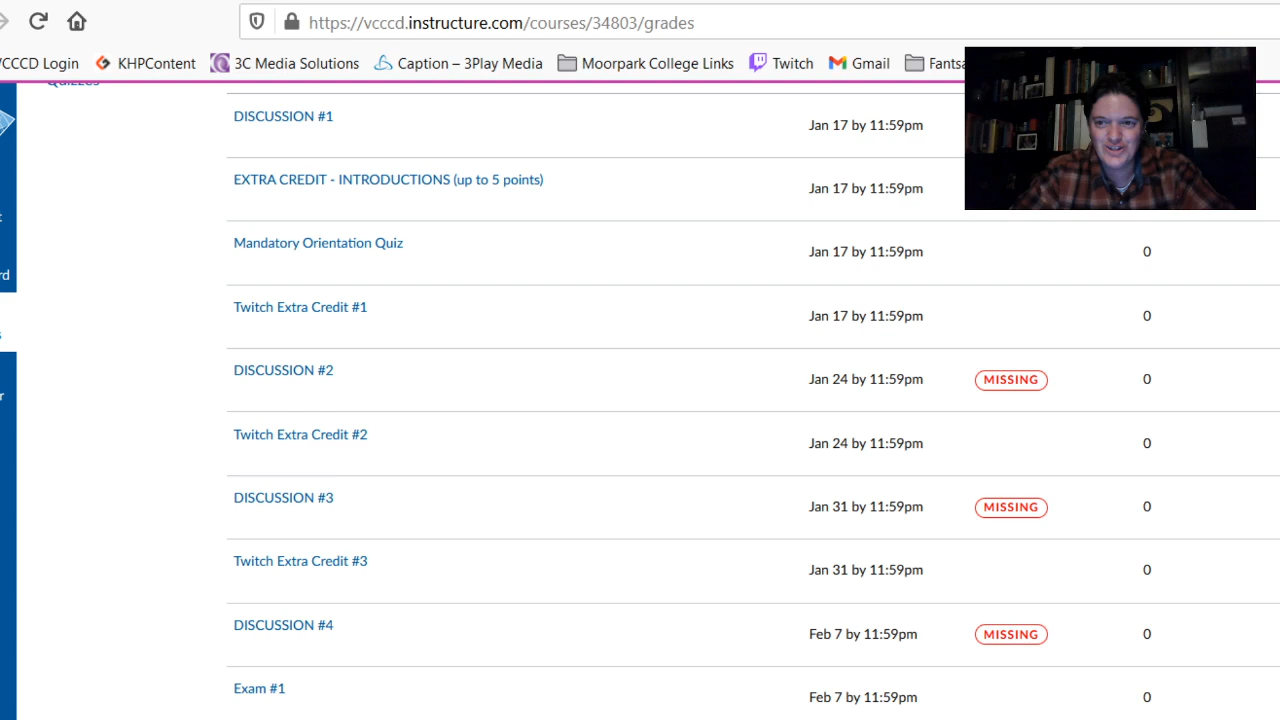 https://vcccd.instructure.com/courses/34803/grades
VCCCD Login KHPContent 3C Media Solutions Caption – 3Play Media Moorpark College Links Twitch Gmail Fantsa
Quizzes
DISCUSSION #1 Jan 17 by 11:59pm
EXTRA CREDIT - INTRODUCTIONS (up to 5 points) Jan 17 by 11:59pm
Mandatory Orientation Quiz Jan 17 by 11:59pm 0
Twitch Extra Credit #1 Jan 17 by 11:59pm 0
DISCUSSION #2 Jan 24 by 11:59pm MISSING 0
Twitch Extra Credit #2 Jan 24 by 11:59pm 0
DISCUSSION #3 Jan 31 by 11:59pm MISSING 0
Twitch Extra Credit #3 Jan 31 by 11:59pm 0
DISCUSSION #4 Feb 7 by 11:59pm MISSING 0
Exam #1 Feb 7 by 11:59pm 0